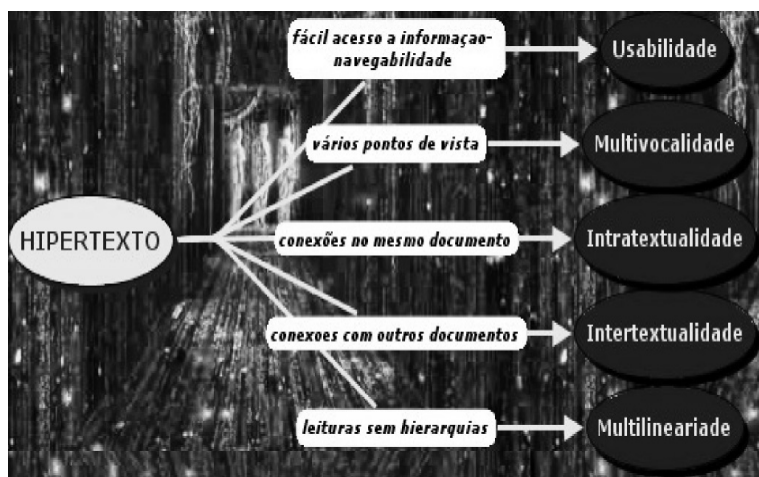 fácil acesso a informaçao-
navegabilidade
Usabilidade
vários pontos de vista
Multivocalidade
HIPERTEXTO
conexões no mesmo documento
Intratextualidade
conexoes com outros documentos
Intertextualidade
leituras sem hierarquias
Multilineariade